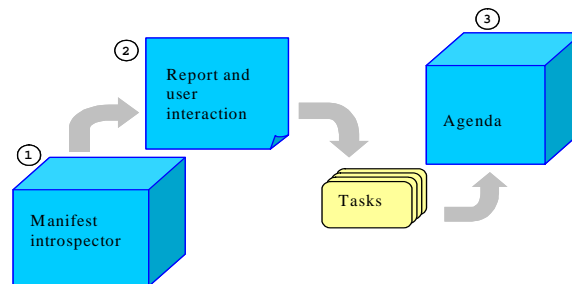 1
Manifest
introspector
2
Report and
user
interaction
Tasks
3
Agenda